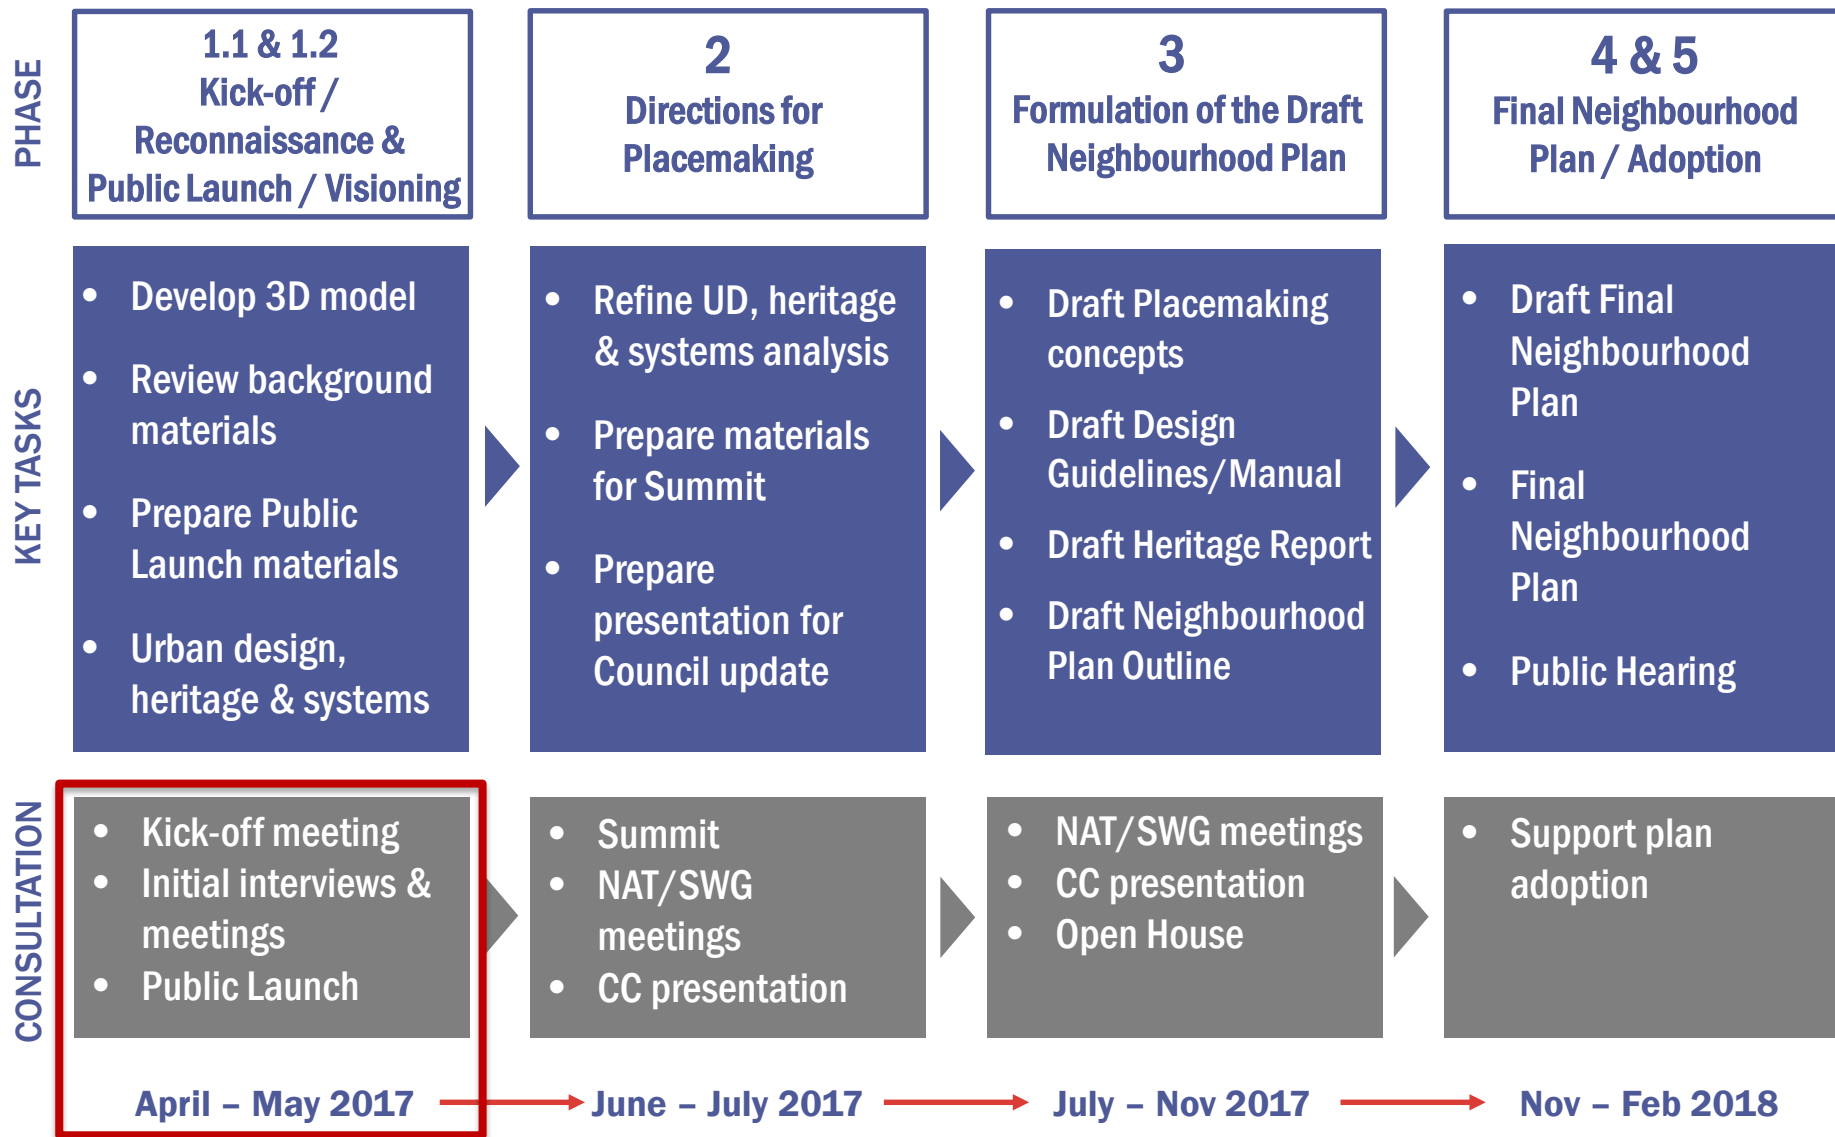 PHASE
1.1 & 1.2
Kick-off /
Reconnaissance &
Public Launch / Visioning
2
Directions for
Placemaking
3
Formulation of the Draft
Neighbourhood Plan
4 & 5
Final Neighbourhood
Plan / Adoption
KEY TASKS
• Develop 3D model
• Review background
materials
• Prepare Public
Launch materials
• Urban design,
heritage & systems
• Refine UD, heritage
& systems analysis
• Prepare materials
for Summit
• Prepare
presentation for
Council update
• Draft Placemaking
concepts
• Draft Design
Guidelines/Manual
• Draft Heritage Report
• Draft Neighbourhood
Plan Outline
• Draft Final
Neighbourhood
Plan
• Final
Neighbourhood
Plan
• Public Hearing
CONSULTATION
• Kick-off meeting
• Initial interviews &
meetings
• Public Launch
• Summit
• NAT/SWG
meetings
• CC presentation
• NAT/SWG meetings
• CC presentation
• Open House
• Support plan
adoption
April – May 2017
June – July 2017
July – Nov 2017
Nov – Feb 2018